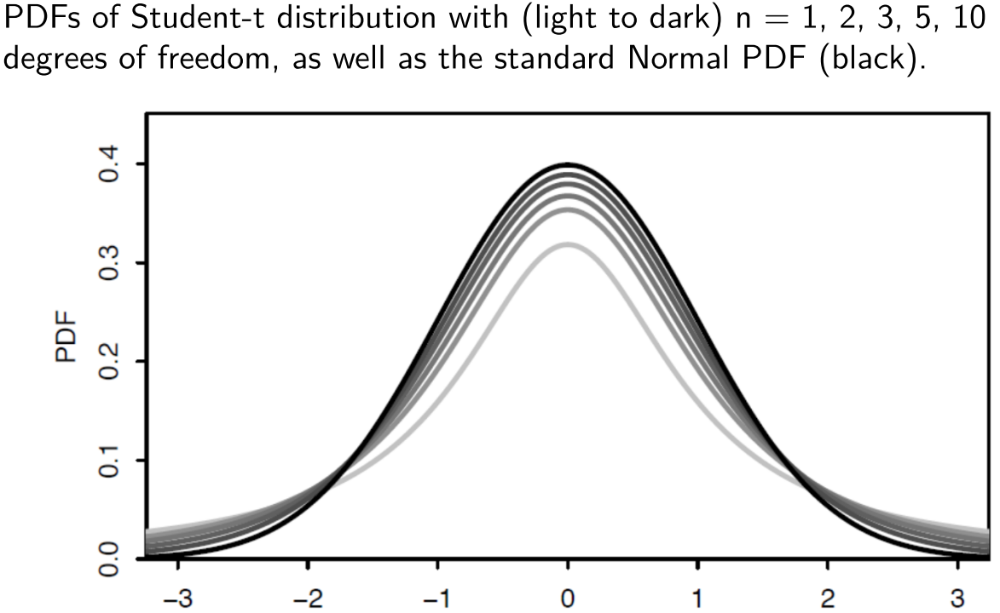 PDFs of Student-t distribution with (light to dark) n = 1, 2, 3, 5, 10
degrees of freedom, as well as the standard Normal PDF (black).
0.4
0.3
PDF
0.2
0.1
0.0
−3 −2 −1 0 1 2 3